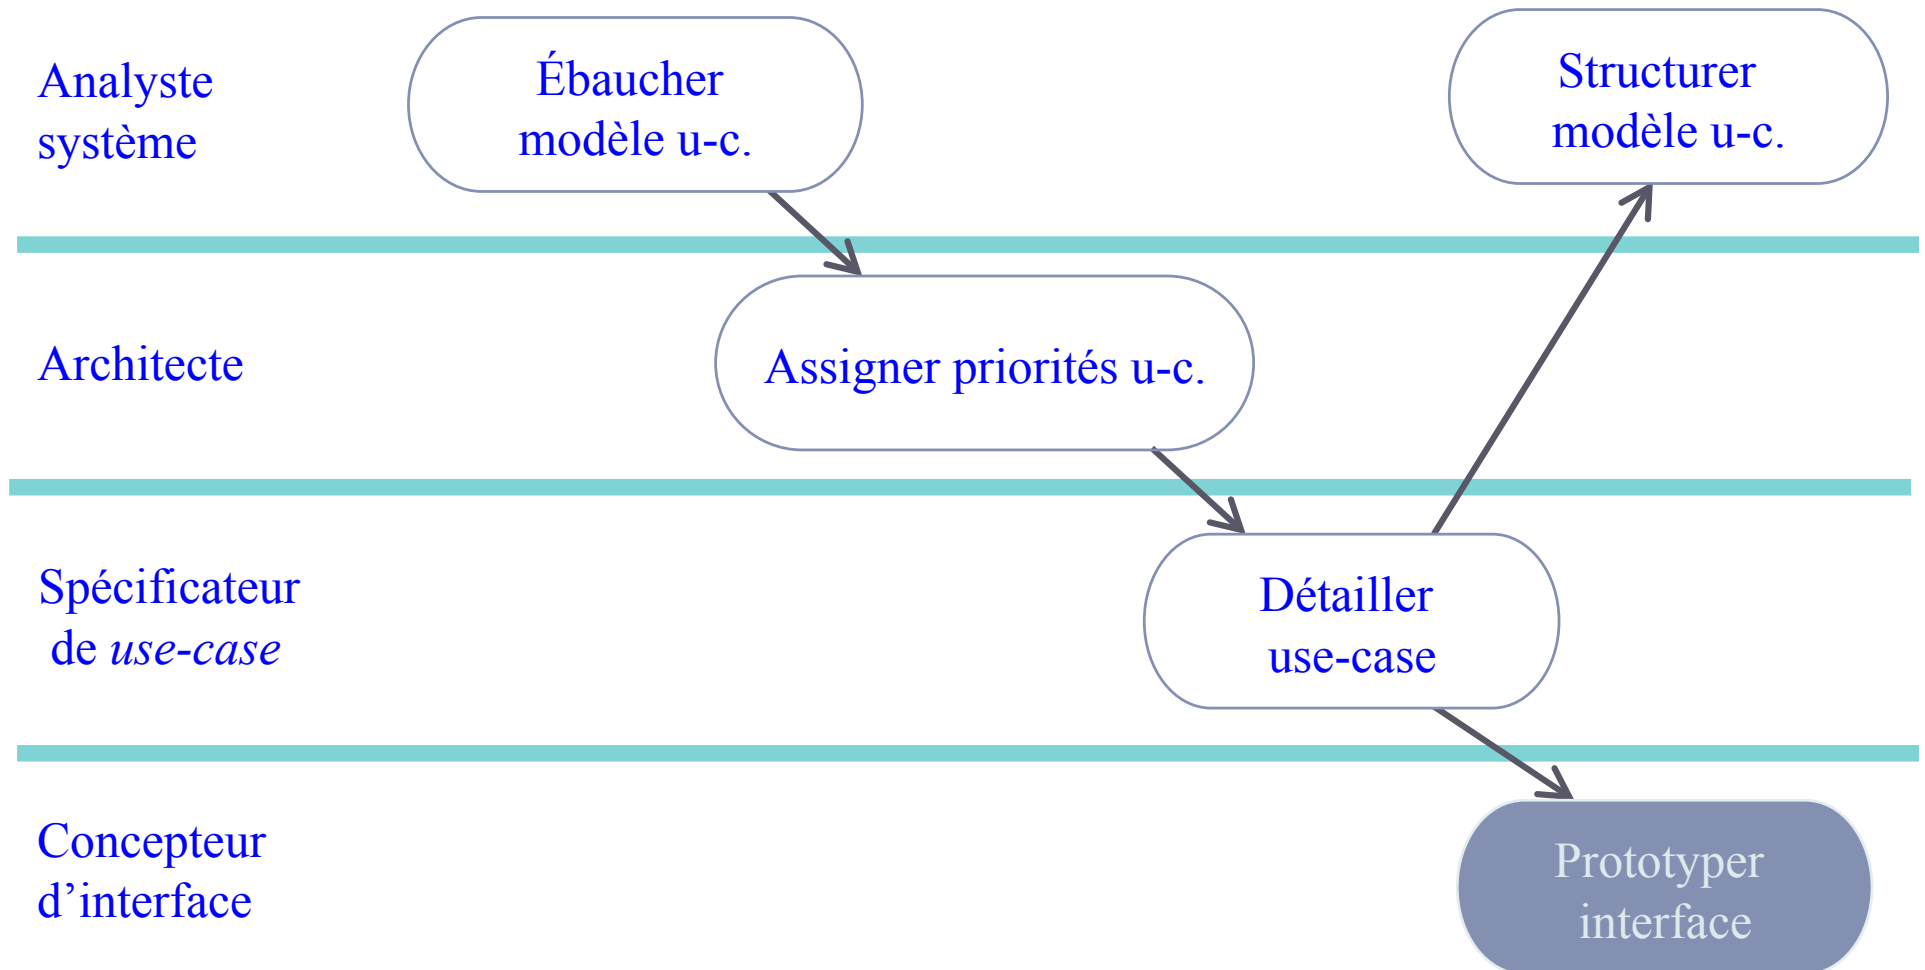 Analyste
système
Ébaucher
modèle u-c.
Structurer
modèle u-c.
Architecte
Assigner priorités u-c.
Spécificateur
de use-case
Détailler
use-case
Concepteur
d’interface
Prototyper
interface